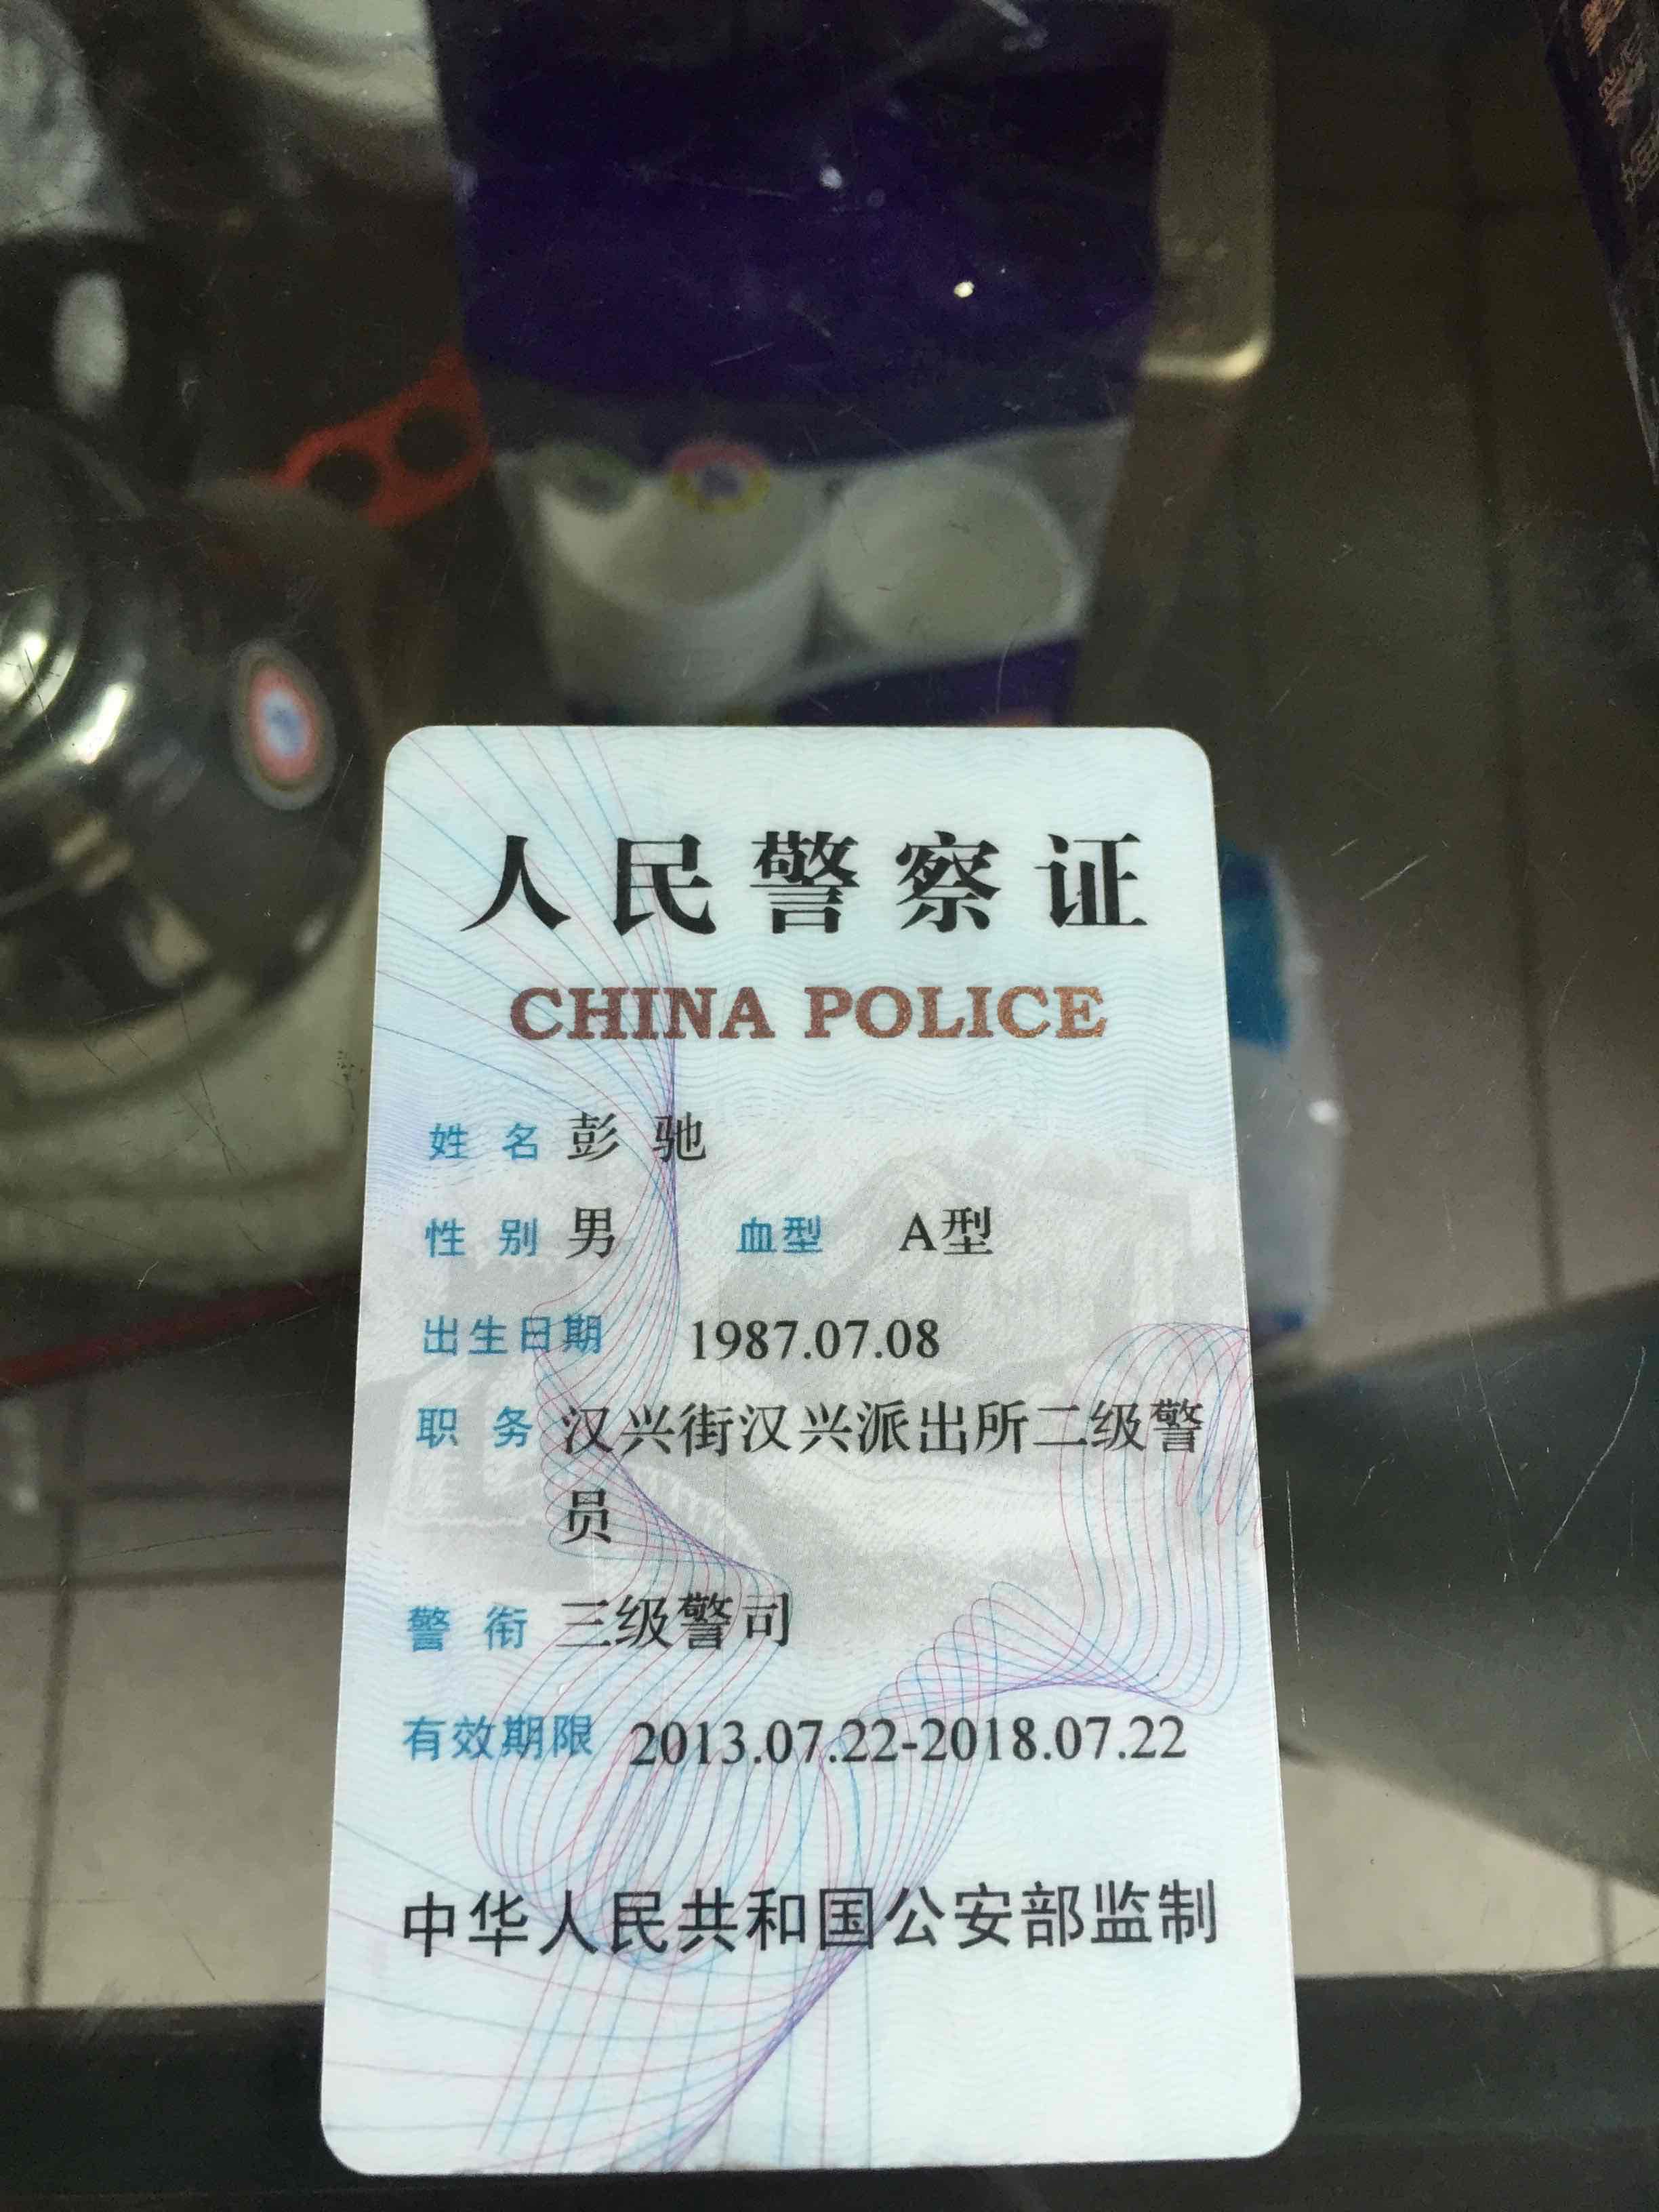 人民警察证
CHINA POLICE
姓 名 彭 驰
性 别 男 血型 A型
出生日期 1987.07.08
职 务 汉兴街汉兴派出所二级警
员
警 衔 三级警司
有效期限 2013.07.22-2018.07.22
中华人民共和国公安部监制